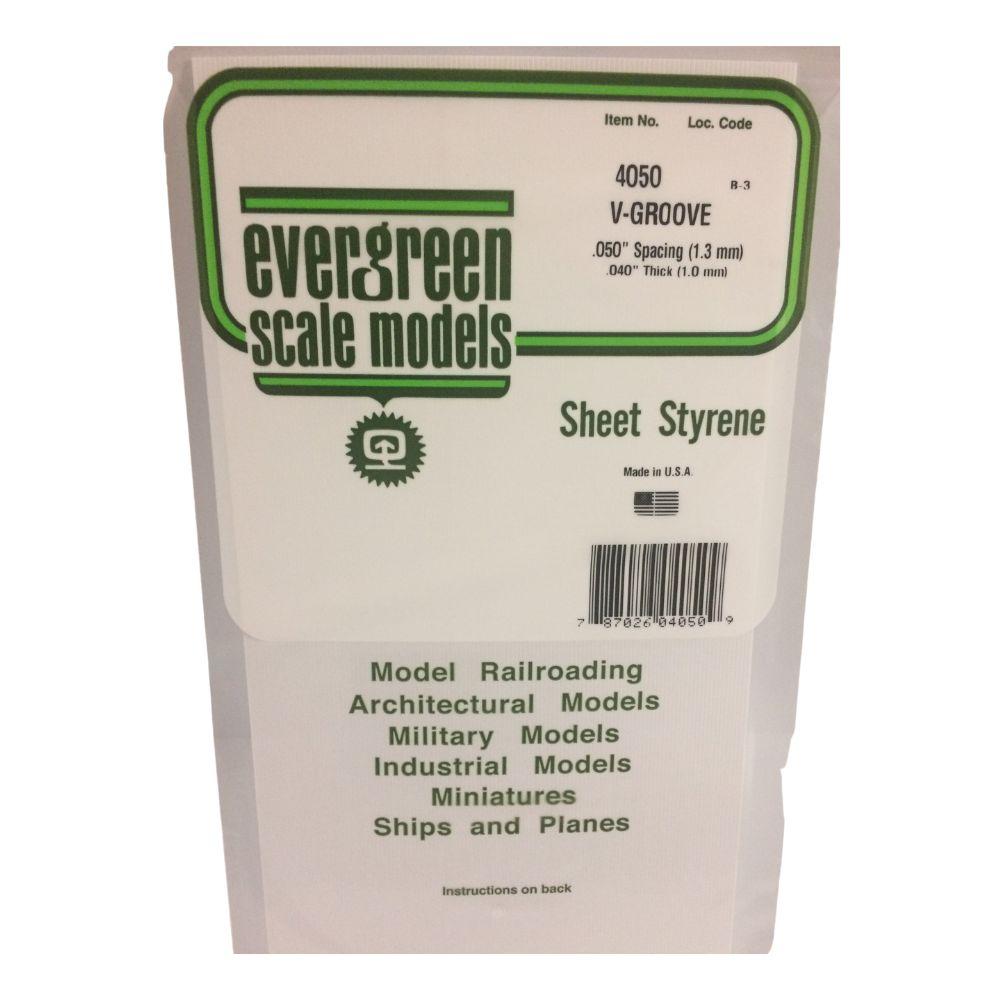 Item No. Loc. Code
4050 B-3
V-GROOVE
.050" Spacing (1.3 mm)
.040" Thick (1.0 mm)
evergreen
scale models
Sheet Styrene
Made in U.S.A.
7 87026 04050 9
Model Railroading
Architectural Models
Military Models
Industrial Models
Miniatures
Ships and Planes
Instructions on back